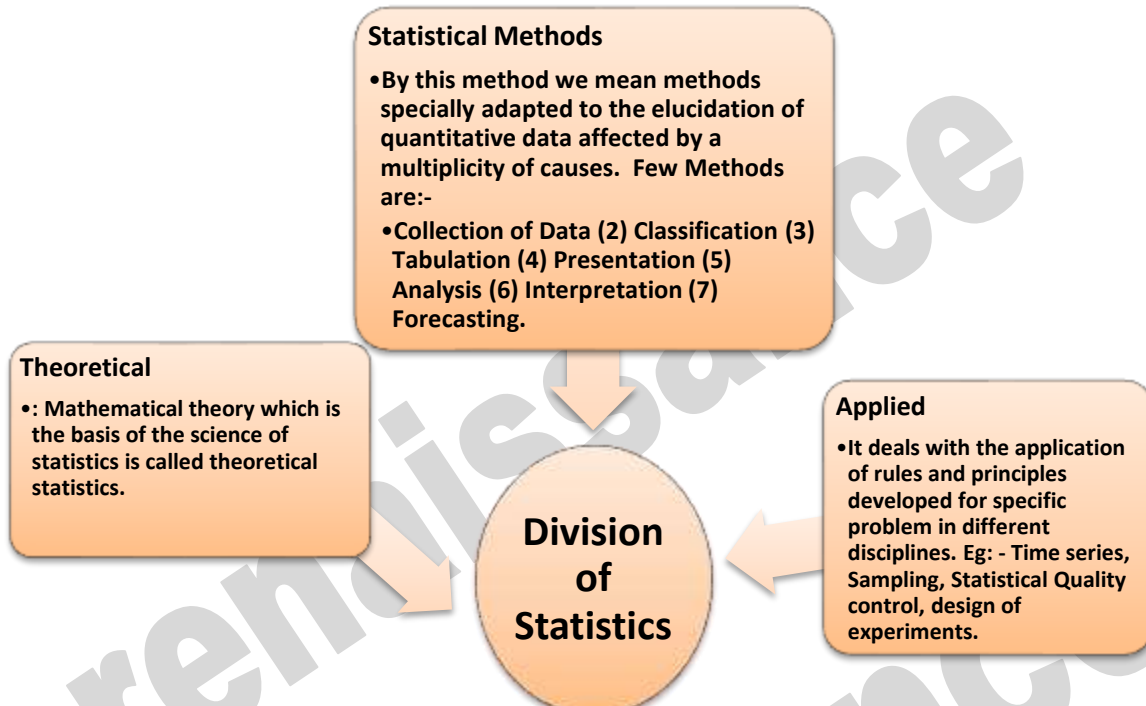 Statistical Methods
•By this method we mean methods
specially adapted to the elucidation of
quantitative data affected by a
multiplicity of causes. Few Methods
are:-
•Collection of Data (2) Classification (3)
Tabulation (4) Presentation (5)
Analysis (6) Interpretation (7)
Forecasting.
Theoretical
•: Mathematical theory which is
the basis of the science of
statistics is called theoretical
statistics.
Applied
•It deals with the application
of rules and principles
developed for specific
problem in different
disciplines. Eg: - Time series,
Sampling, Statistical Quality
control, design of
experiments.
Division
of
Statistics
renissance